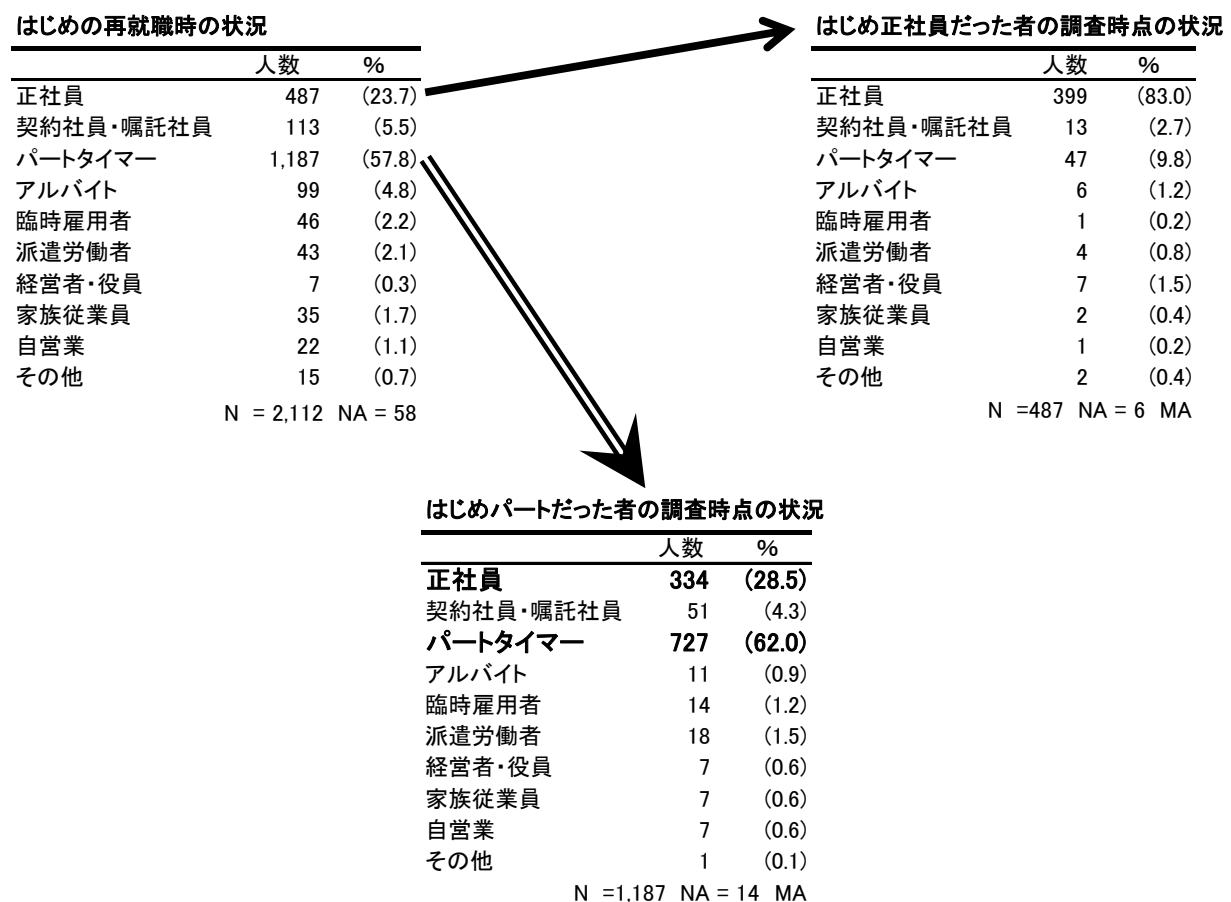 はじめの再就職時の状況
人数 %
正社員 487 (23.7)
契約社員・嘱託社員 113 (5.5)
パートタイマー 1,187 (57.8)
アルバイト 99 (4.8)
臨時雇用者 46 (2.2)
派遣労働者 43 (2.1)
経営者・役員 7 (0.3)
家族従業員 35 (1.7)
自営業 22 (1.1)
その他 15 (0.7)
N = 2,112 NA = 58
はじめ正社員だった者の調査時点の状況
人数 %
正社員 399 (83.0)
契約社員・嘱託社員 13 (2.7)
パートタイマー 47 (9.8)
アルバイト 6 (1.2)
臨時雇用者 1 (0.2)
派遣労働者 4 (0.8)
経営者・役員 7 (1.5)
家族従業員 2 (0.4)
自営業 1 (0.2)
その他 2 (0.4)
N =487 NA = 6 MA
はじめパートだった者の調査時点の状況
人数 %
正社員 334 (28.5)
契約社員・嘱託社員 51 (4.3)
パートタイマー 727 (62.0)
アルバイト 11 (0.9)
臨時雇用者 14 (1.2)
派遣労働者 18 (1.5)
経営者・役員 7 (0.6)
家族従業員 7 (0.6)
自営業 7 (0.6)
その他 1 (0.1)
N =1,187 NA = 14 MA